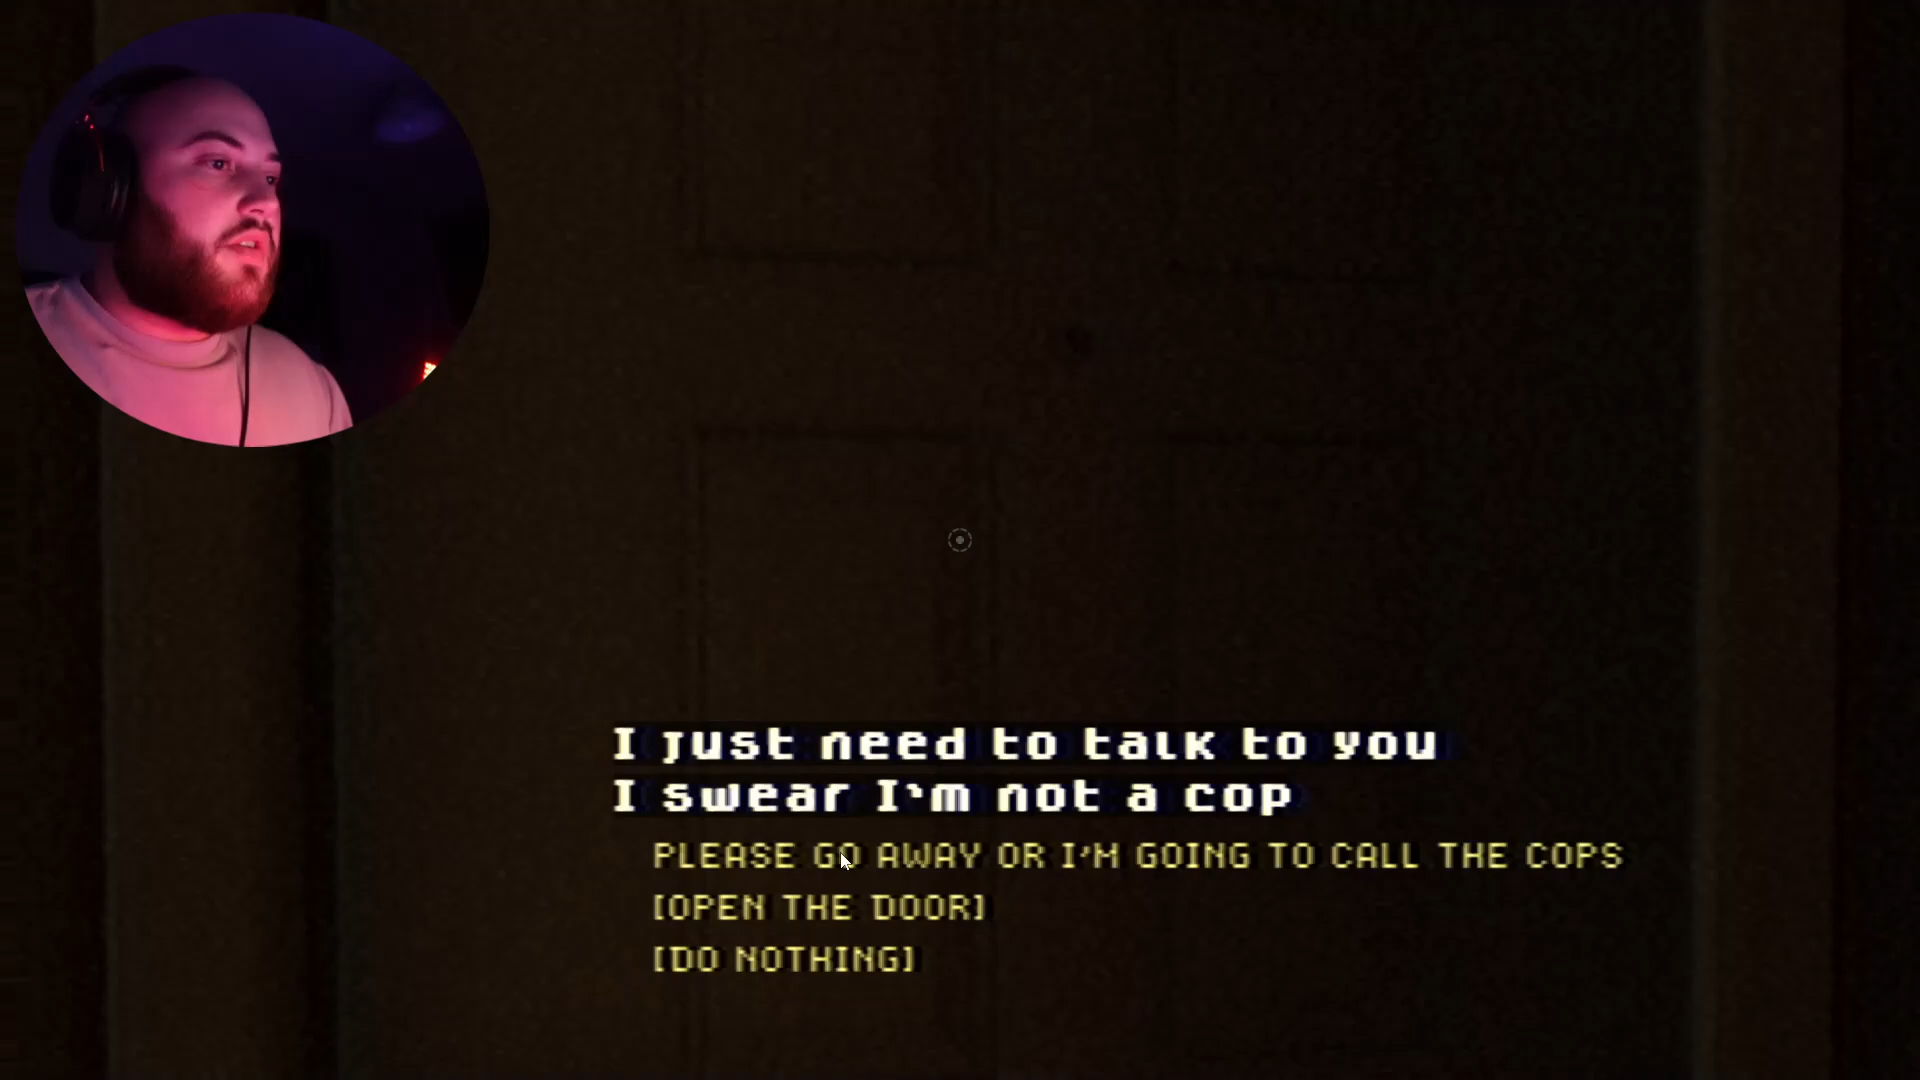 I just need to talk to you
I swear I'm not a cop
PLEASE GO AWAY OR I'M GOING TO CALL THE COPS
[OPEN THE DOOR]
[DO NOTHING]